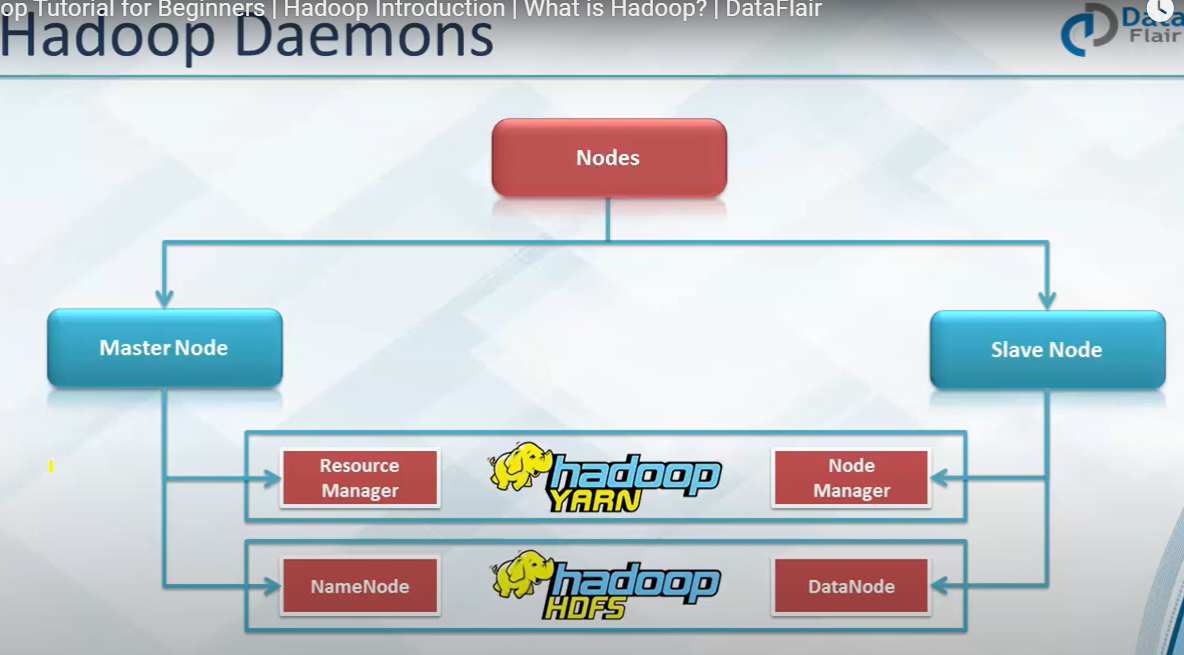 op Tutorial for Beginners | Hadoop Introduction | What is Hadoop? | DataFlair
Hadoop Daemons
Data
Flair
Nodes
Master Node
Slave Node
Resource
Manager
hadoop
YARN
Node
Manager
NameNode
hadoop
HDFS
DataNode